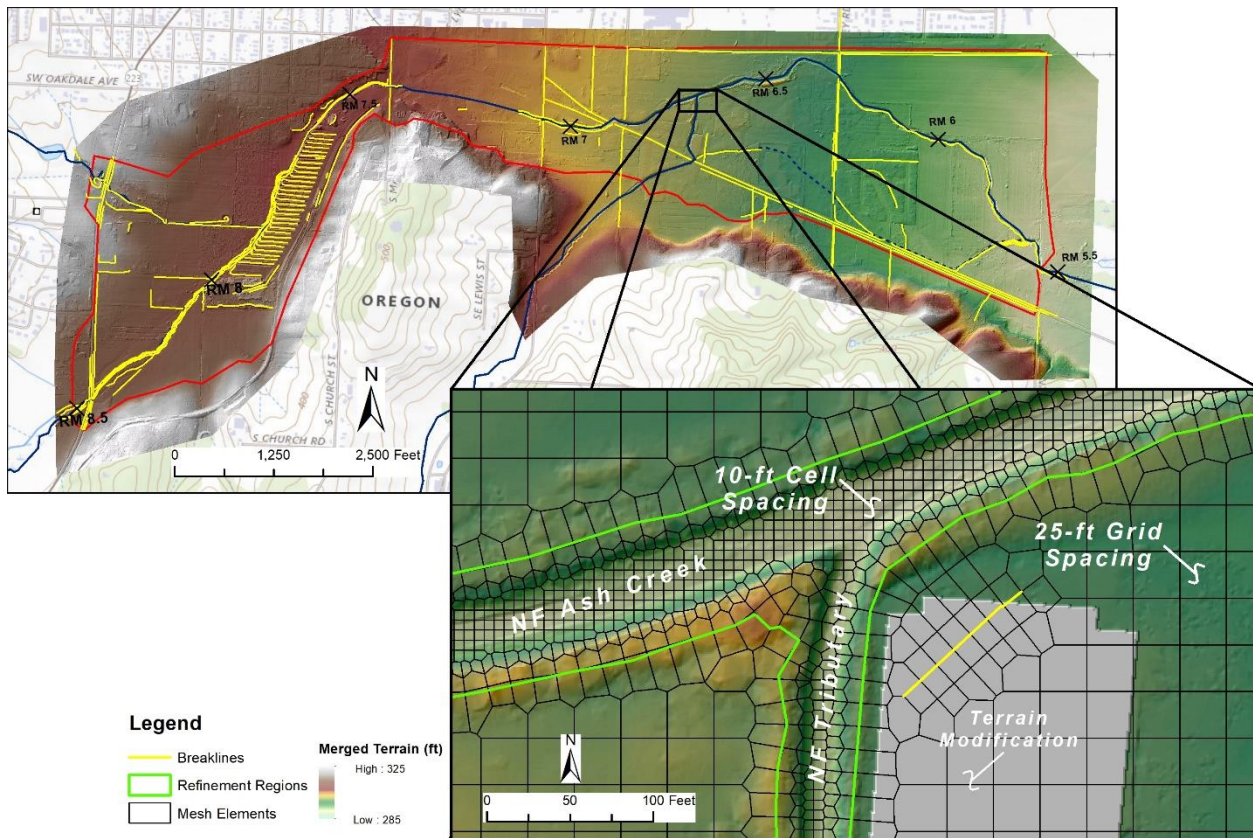 SW OAKDALE AVE
223
RM 7.5
RM 7
RM 6.5
RM 6
RM 5.5
RM 8
RM 8.5
OREGON
400
400
S CHURCH ST
SE LEWIS ST
S CHURCH RD
N
0 1,250 2,500 Feet
10-ft Cell
Spacing
25-ft Grid
Spacing
NF Ash Creek
NF Tributary
Terrain
Modification
N
0 50 100 Feet
Legend
Breaklines
Refinement Regions
Mesh Elements
Merged Terrain (ft)
High : 325
Low : 285